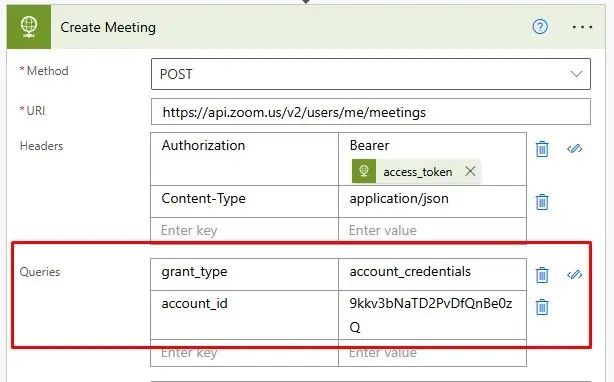 Create Meeting
* Method
POST
* URI
https://api.zoom.us/v2/users/me/meetings
Headers
Authorization
Bearer
access_token
Content-Type
application/json
Enter key
Enter value
Queries
grant_type
account_credentials
account_id
9kkv3bNaTD2PvDfQnBe0z
Q
Enter key
Enter value